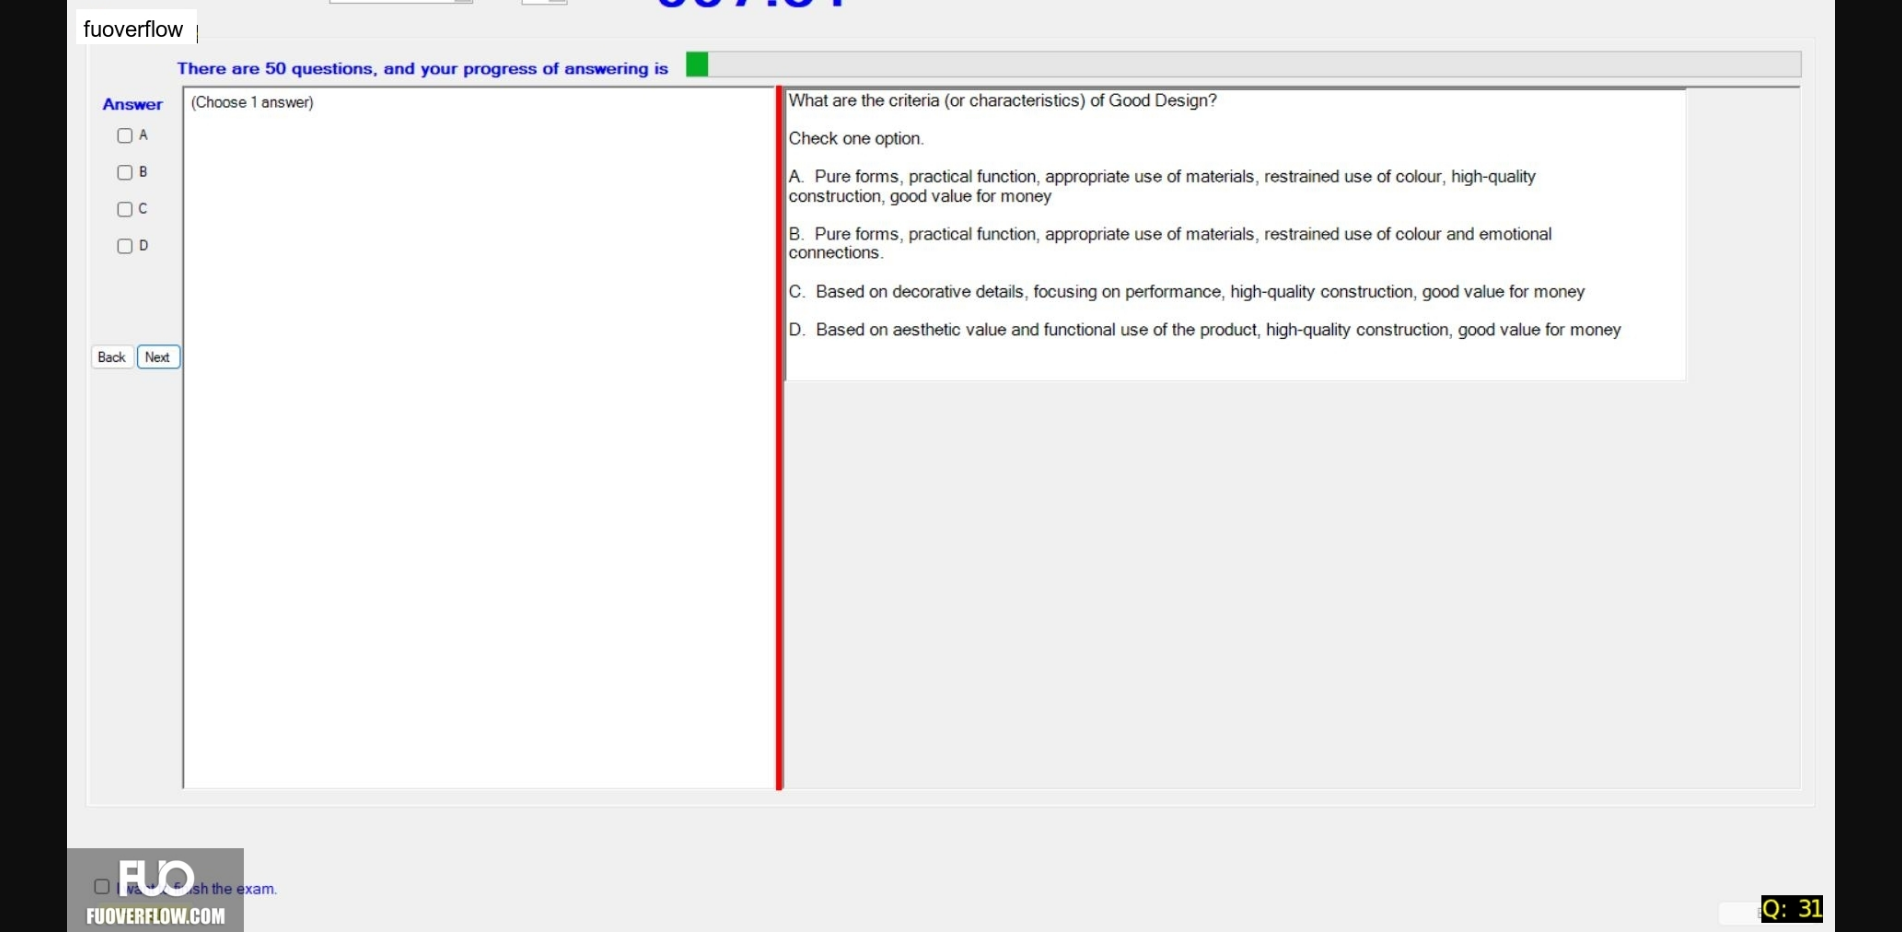 fuoverflow
There are 50 questions, and your progress of answering is
Answer
(Choose 1 answer)
A
B
C
D
Back Next
What are the criteria (or characteristics) of Good Design?
Check one option.
A. Pure forms, practical function, appropriate use of materials, restrained use of colour, high-quality
construction, good value for money
B. Pure forms, practical function, appropriate use of materials, restrained use of colour and emotional
connections.
C. Based on decorative details, focusing on performance, high-quality construction, good value for money
D. Based on aesthetic value and functional use of the product, high-quality construction, good value for money
the exam.
FUO
FUOVERFLOW.COM
Q: 31